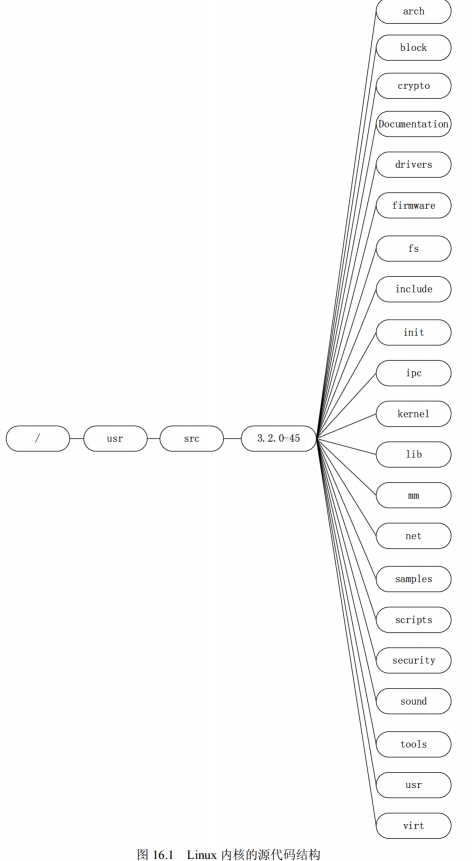 arch
block
crypto
Documentation
drivers
firmware
fs
include
init
ipc
kernel
/ usr src 3.2.0-45
lib
mm
net
samples
scripts
security
sound
tools
usr
virt
图 16.1 Linux 内核的源代码结构